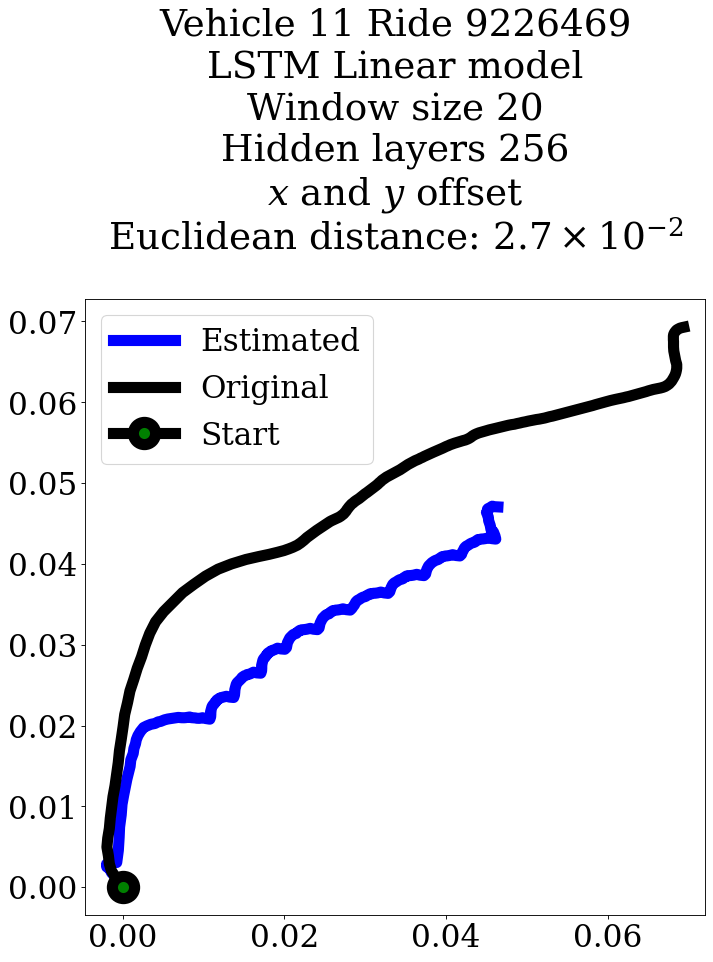 Vehicle 11 Ride 9226469
LSTM Linear model
Window size 20
Hidden layers 256
x and y offset
Euclidean distance: 2.7 × 10⁻²
Estimated
Original
Start
0.07
0.06
0.05
0.04
0.03
0.02
0.01
0.00
0.00 0.02 0.04 0.06